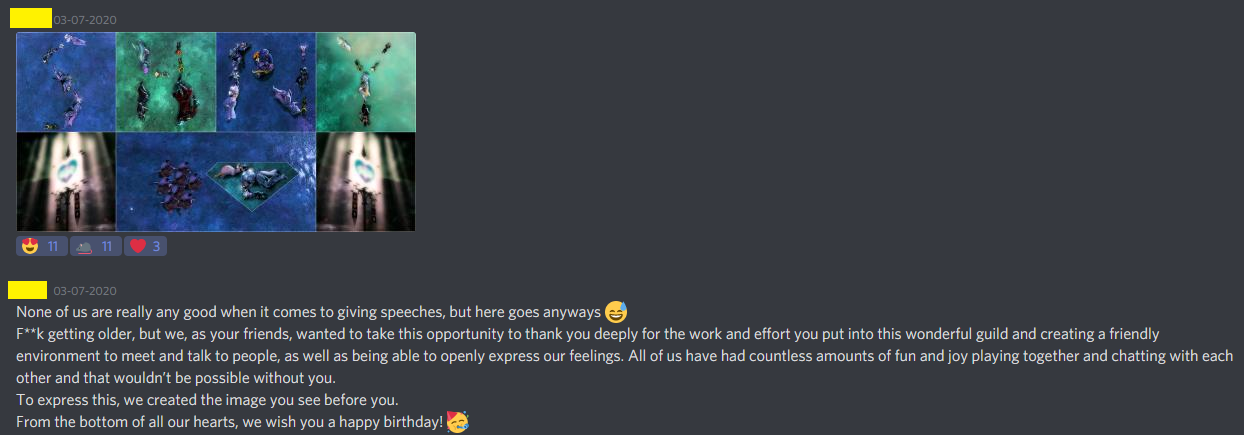 03-07-2020
11 11 3
03-07-2020
None of us are really any good when it comes to giving speeches, but here goes anyways 😅
F**k getting older, but we, as your friends, wanted to take this opportunity to thank you deeply for the work and effort you put into this wonderful guild and creating a friendly
environment to meet and talk to people, as well as being able to openly express our feelings. All of us have had countless amounts of fun and joy playing together and chatting with each
other and that wouldn't be possible without you.
To express this, we created the image you see before you.
From the bottom of all our hearts, we wish you a happy birthday! 🥳